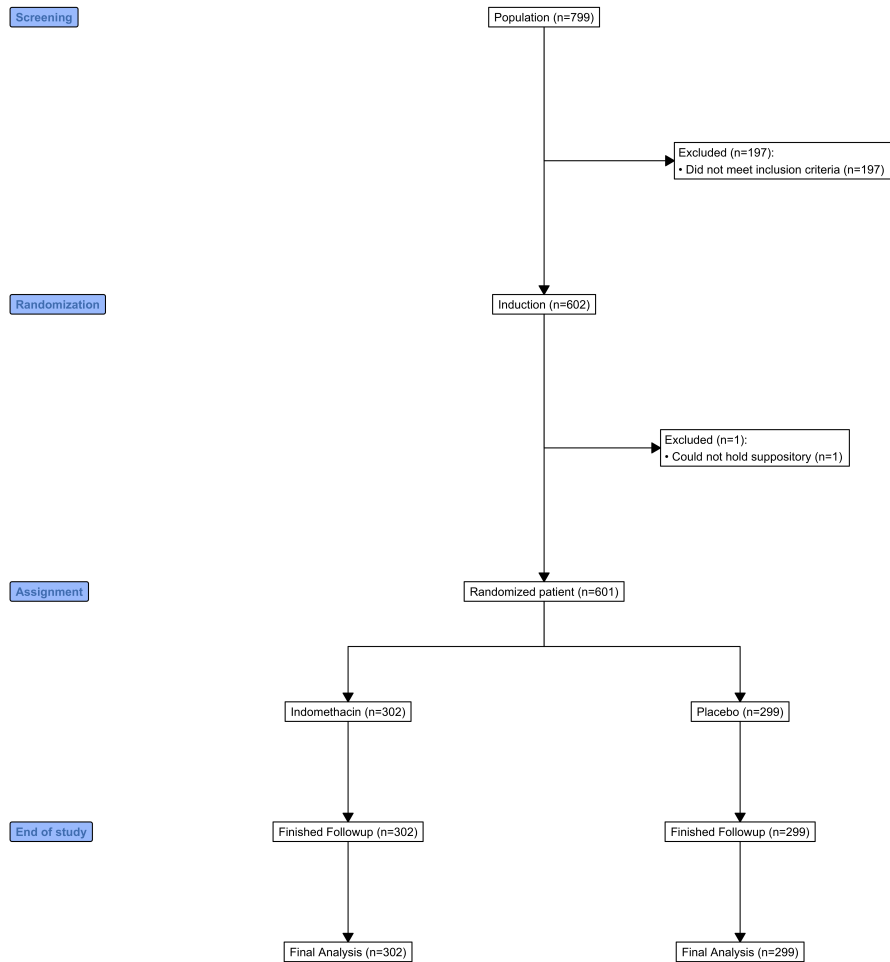 Screening
Population (n=799)
Excluded (n=197):
• Did not meet inclusion criteria (n=197)
Randomization
Induction (n=602)
Excluded (n=1):
• Could not hold suppository (n=1)
Assignment
Randomized patient (n=601)
Indomethacin (n=302)
Placebo (n=299)
End of study
Finished Followup (n=302)
Finished Followup (n=299)
Final Analysis (n=302)
Final Analysis (n=299)